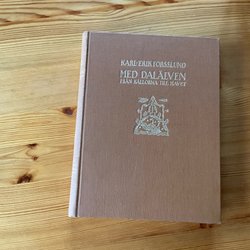 KARL-ERIK FORSSLUND
MED DALÄLVEN
FRÅN KÄLLORNA TILL HAVET